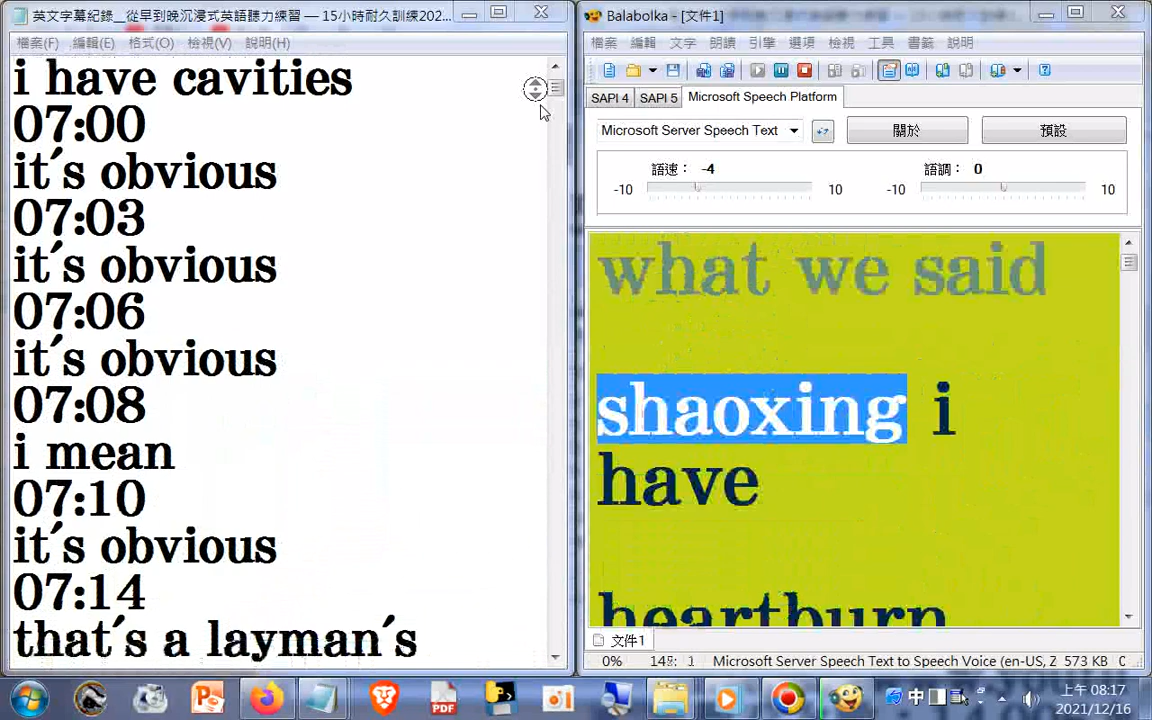 英文字幕紀錄__從早到晚沉浸式英語聽力練習 — 15小時耐久訓練202...
檔案(F) 編輯(E) 格式(O) 檢視(V) 說明(H)
i have cavities
07:00
it's obvious
07:03
it's obvious
07:06
it's obvious
07:08
i mean
07:10
it's obvious
07:14
that's a layman's
Balabolka - [文件1]
檔案 編輯 文字 朗讀 引擎 選項 檢視 工具 書籤 說明
SAPI 4 SAPI 5 Microsoft Speech Platform
Microsoft Server Speech Text 關於 預設
語速： -4 語調： 0
-10 10 -10 10
what we said
shaoxing i
have
heartburn
文件1
0% 148: 1 Microsoft Server Speech Text to Speech Voice (en-US, Z 573 KB C
PDF 中 上午 08:17
2021/12/16